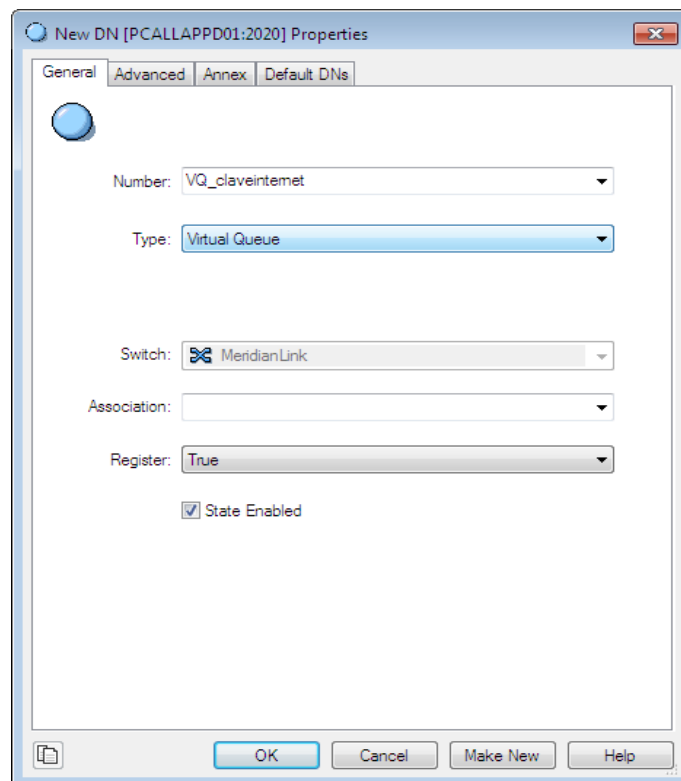 New DN [PCALLAPPD01:2020] Properties
General Advanced Annex Default DNs
Number: VQ_claveinternet
Type: Virtual Queue
Switch: MeridianLink
Association:
Register: True
State Enabled
OK Cancel Make New Help